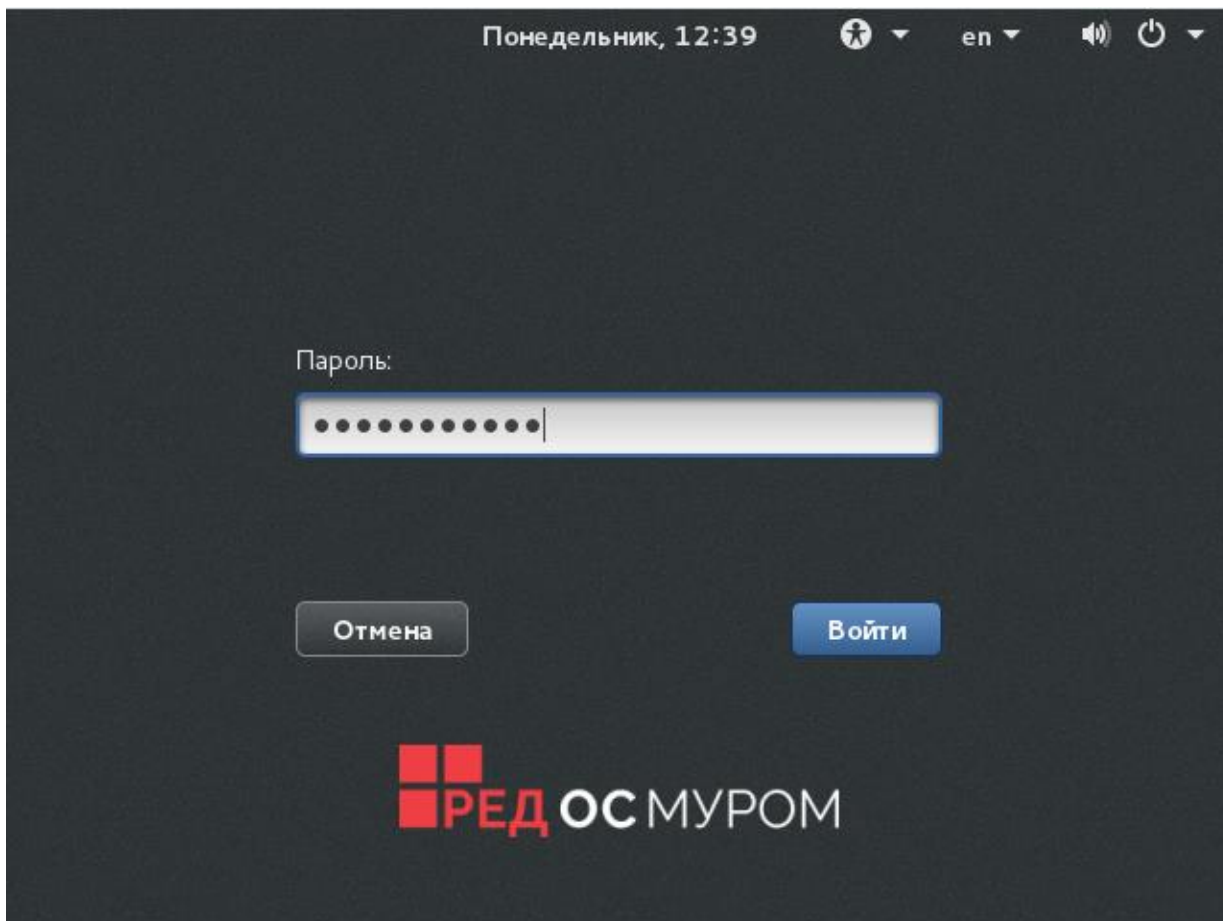 Понедельник, 12:39 en
Пароль:
•••••••••••
Отмена Войти
РЕД ОС МУРОМ